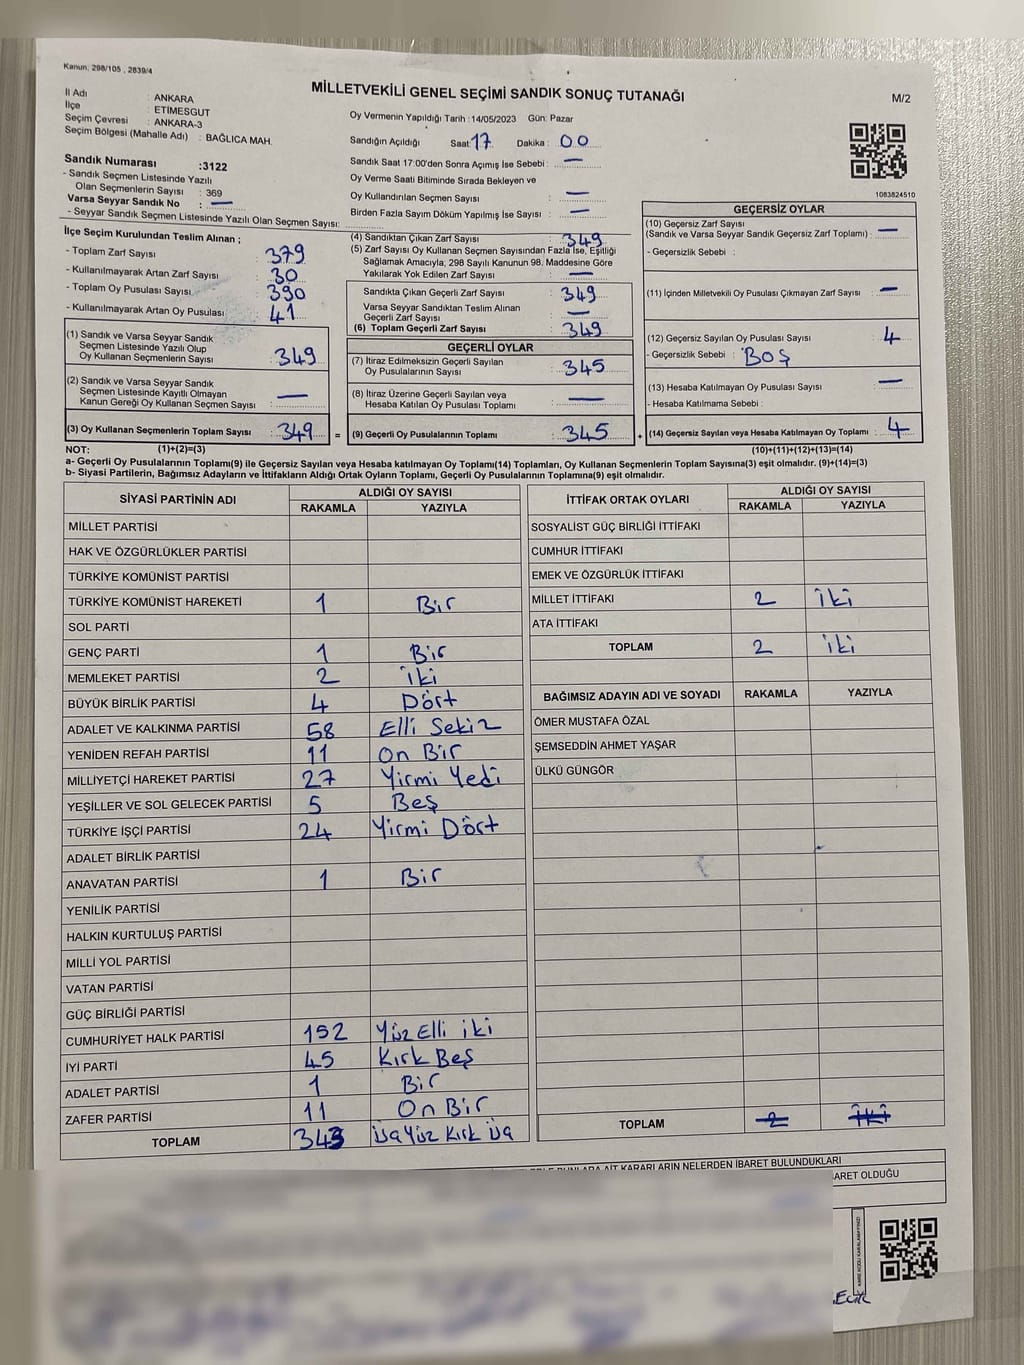 Kanun: 298/105 , 2839/4
MİLLETVEKİLİ GENEL SEÇİMİ SANDIK SONUÇ TUTANAĞI
M/2
İl Adı : ANKARA
İlçe : ETİMESGUT
Seçim Çevresi : ANKARA-3
Seçim Bölgesi (Mahalle Adı) : BAĞLICA MAH.
Sandık Numarası :3122
- Sandık Seçmen Listesinde Yazılı
Olan Seçmenlerin Sayısı : 369
Varsa Seyyar Sandık No : —
- Seyyar Sandık Seçmen Listesinde Yazılı Olan Seçmen Sayısı:
Oy Vermenin Yapıldığı Tarih :14/05/2023 Gün: Pazar
Sandığın Açıldığı Saat: 17 Dakika : 00
Sandık Saat 17:00'den Sonra Açımış İse Sebebi : —
Oy Verme Saati Bitiminde Sırada Bekleyen ve
Oy Kullandırılan Seçmen Sayısı : —
Birden Fazla Sayım Döküm Yapılmış İse Sayısı : —
1083824510
İlçe Seçim Kurulundan Teslim Alınan ;
- Toplam Zarf Sayısı : 379
- Kullanılmayarak Artan Zarf Sayısı : 30
- Toplam Oy Pusulası Sayısı : 390
- Kullanılmayarak Artan Oy Pusulası : 41
(1) Sandık ve Varsa Seyyar Sandık
Seçmen Listesinde Yazılı Olup
Oy Kullanan Seçmenlerin Sayısı : 349
(2) Sandık ve Varsa Seyyar Sandık
Seçmen Listesinde Kayıtlı Olmayan
Kanun Gereği Oy Kullanan Seçmen Sayısı : —
(3) Oy Kullanan Seçmenlerin Toplam Sayısı : 349 =
(4) Sandıktan Çıkan Zarf Sayısı : 349
(5) Zarf Sayısı Oy Kullanan Seçmen Sayısından Fazla İse, Eşitliği
Sağlamak Amacıyla; 298 Sayılı Kanunun 98. Maddesine Göre
Yakılarak Yok Edilen Zarf Sayısı : —
Sandıkta Çıkan Geçerli Zarf Sayısı : 349
Varsa Seyyar Sandıktan Teslim Alınan
Geçerli Zarf Sayısı : —
(6) Toplam Geçerli Zarf Sayısı : 349
GEÇERLİ OYLAR
(7) İtiraz Edilmeksizin Geçerli Sayılan
Oy Pusulalarının Sayısı : 345
(8) İtiraz Üzerine Geçerli Sayılan veya
Hesaba Katılan Oy Pusulası Toplamı : —
(9) Geçerli Oy Pusulalarının Toplamı : 345 +
GEÇERSİZ OYLAR
(10) Geçersiz Zarf Sayısı
(Sandık ve Varsa Seyyar Sandık Geçersiz Zarf Toplamı) : —
- Geçersizlik Sebebi :
(11) İçinden Milletvekili Oy Pusulası Çıkmayan Zarf Sayısı : —
(12) Geçersiz Sayılan Oy Pusulası Sayısı : 4
- Geçersizlik Sebebi : BOŞ
(13) Hesaba Katılmayan Oy Pusulası Sayısı : —
- Hesaba Katılmama Sebebi :
(14) Geçersiz Sayılan veya Hesaba Katılmayan Oy Toplamı : 4
NOT: (1)+(2)=(3) (10)+(11)+(12)+(13)=(14)
a- Geçerli Oy Pusulalarının Toplamı(9) ile Geçersiz Sayılan veya Hesaba katılmayan Oy Toplamı(14) Toplamları, Oy Kullanan Seçmenlerin Toplam Sayısına(3) eşit olmalıdır. (9)+(14)=(3)
b- Siyasi Partilerin, Bağımsız Adayların ve İttifakların Aldığı Ortak Oyların Toplamı, Geçerli Oy Pusulalarının Toplamına(9) eşit olmalıdır.
SİYASİ PARTİNİN ADI ALDIĞI OY SAYISI
RAKAMLA YAZIYLA
MİLLET PARTİSİ
HAK VE ÖZGÜRLÜKLER PARTİSİ
TÜRKİYE KOMÜNİST PARTİSİ
TÜRKİYE KOMÜNİST HAREKETİ 1 Bir
SOL PARTİ
GENÇ PARTİ 1 Bir
MEMLEKET PARTİSİ 2 iki
BÜYÜK BİRLİK PARTİSİ 4 Dört
ADALET VE KALKINMA PARTİSİ 58 Elli Sekiz
YENİDEN REFAH PARTİSİ 11 On Bir
MİLLİYETÇİ HAREKET PARTİSİ 27 Yirmi Yedi
YEŞİLLER VE SOL GELECEK PARTİSİ 5 Beş
TÜRKİYE İŞÇİ PARTİSİ 24 Yirmi Dört
ADALET BİRLİK PARTİSİ
ANAVATAN PARTİSİ 1 Bir
YENİLİK PARTİSİ
HALKIN KURTULUŞ PARTİSİ
MİLLİ YOL PARTİSİ
VATAN PARTİSİ
GÜÇ BİRLİĞİ PARTİSİ
CUMHURİYET HALK PARTİSİ 152 Yüz Elli iki
İYİ PARTİ 45 Kırk Beş
ADALET PARTİSİ 1 Bir
ZAFER PARTİSİ 11 On Bir
TOPLAM 343 Üç Yüz Kırk Üç
İTTİFAK ORTAK OYLARI ALDIĞI OY SAYISI
RAKAMLA YAZIYLA
SOSYALİST GÜÇ BİRLİĞİ İTTİFAKI
CUMHUR İTTİFAKI
EMEK VE ÖZGÜRLÜK İTTİFAKI
MİLLET İTTİFAKI 2 iki
ATA İTTİFAKI
TOPLAM 2 iki
BAĞIMSIZ ADAYIN ADI VE SOYADI RAKAMLA YAZIYLA
ÖMER MUSTAFA ÖZAL
ŞEMSEDDİN AHMET YAŞAR
ÜLKÜ GÜNGÖR
TOPLAM 2 iki
AİT KARARLARIN NELERDEN İBARET BULUNDUKLARI
ARET OLDUĞU